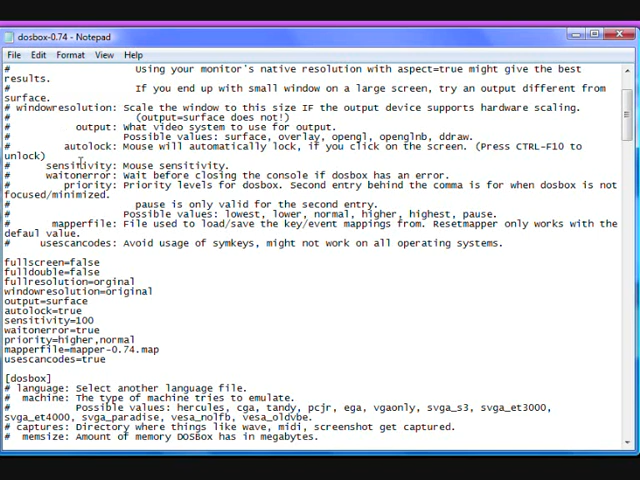 dosbox-0.74 - Notepad
File Edit Format View Help
# Using your monitor's native resolution with aspect=true might give the best
results.
# If you end up with small window on a large screen, try an output different from
surface.
# windowresolution: Scale the window to this size IF the output device supports hardware scaling.
# (output=surface does not!)
# output: What video system to use for output.
# Possible values: surface, overlay, opengl, openglnb, ddraw.
# autolock: Mouse will automatically lock, if you click on the screen. (Press CTRL-F10 to
unlock)
# sensitivity: Mouse sensitivity.
# waitonerror: Wait before closing the console if dosbox has an error.
# priority: Priority levels for dosbox. Second entry behind the comma is for when dosbox is not
focused/minimized.
# pause is only valid for the second entry.
# Possible values: lowest, lower, normal, higher, highest, pause.
# mapperfile: File used to load/save the key/event mappings from. Resetmapper only works with the
defaul value.
# usescancodes: Avoid usage of symkeys, might not work on all operating systems.
fullscreen=false
fulldouble=false
fullresolution=orginal
windowresolution=original
output=surface
autolock=true
sensitivity=100
waitonerror=true
priority=higher,normal
mapperfile=mapper-0.74.map
usescancodes=true
[dosbox]
# language: Select another language file.
# machine: The type of machine tries to emulate.
# Possible values: hercules, cga, tandy, pcjr, ega, vgaonly, svga_s3, svga_et3000,
svga_et4000, svga_paradise, vesa_nolfb, vesa_oldvbe.
# captures: Directory where things like wave, midi, screenshot get captured.
# memsize: Amount of memory DOSBox has in megabytes.